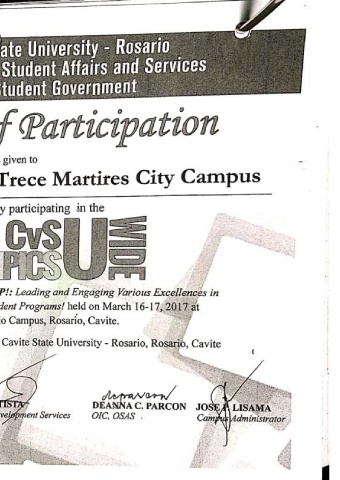 ate University - Rosario
Student Affairs and Services
tudent Government
f Participation
given to
Trece Martires City Campus
y participating in the
CvS
PICS
U
WIDE
P!: Leading and Engaging Various Excellences in
dent Programs! held on March 16-17, 2017 at
o Campus, Rosario, Cavite.
Cavite State University - Rosario, Rosario, Cavite
TISTA
velopment Services
DEANNA C. PARCON
OIC, OSAS
JOSE P. LISAMA
Campus Administrator